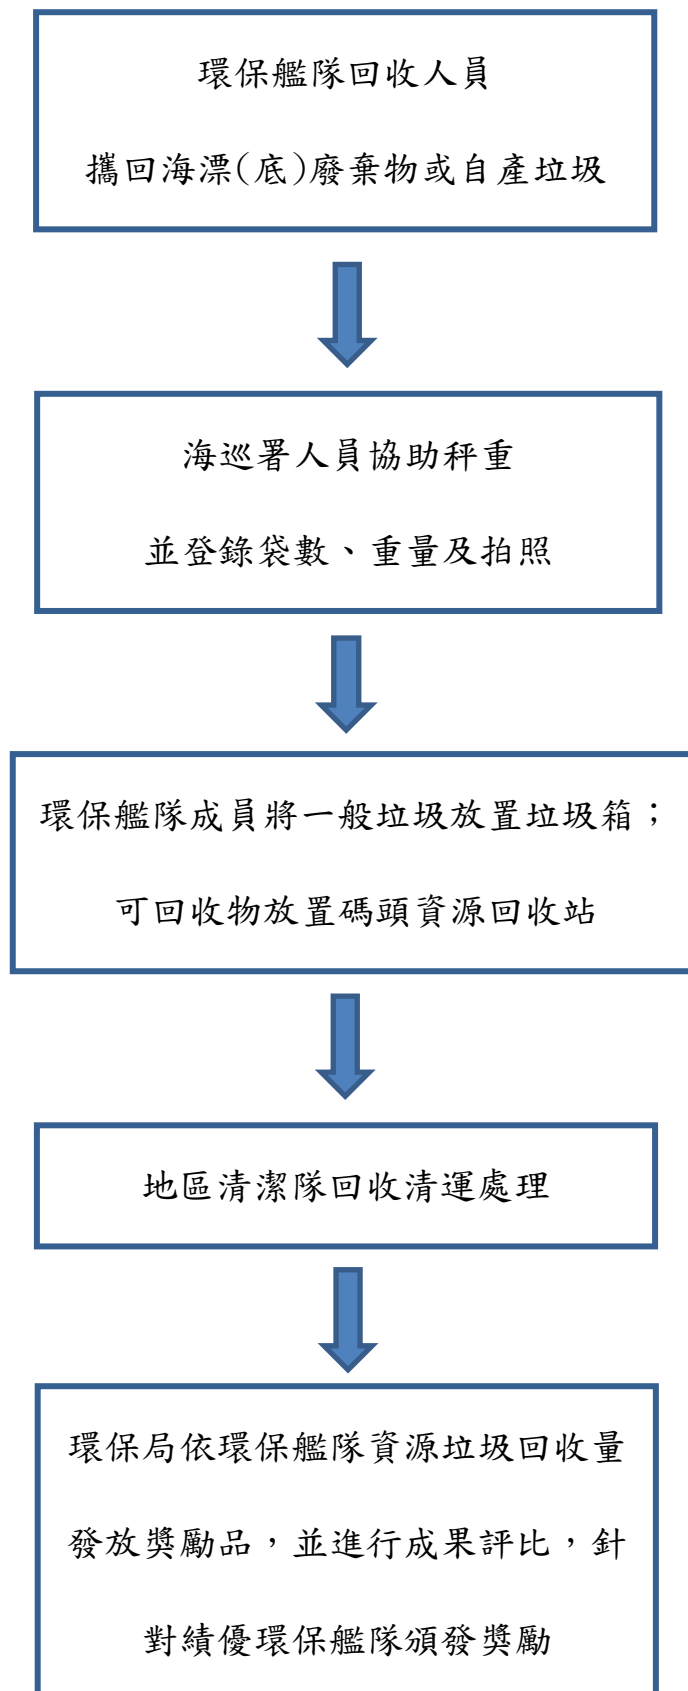 環保艦隊回收人員
攜回海漂(底)廢棄物或自產垃圾
海巡署人員協助秤重
並登錄袋數、重量及拍照
環保艦隊成員將一般垃圾放置垃圾箱；
可回收物放置碼頭資源回收站
地區清潔隊回收清運處理
環保局依環保艦隊資源垃圾回收量
發放獎勵品，並進行成果評比，針
對績優環保艦隊頒發獎勵